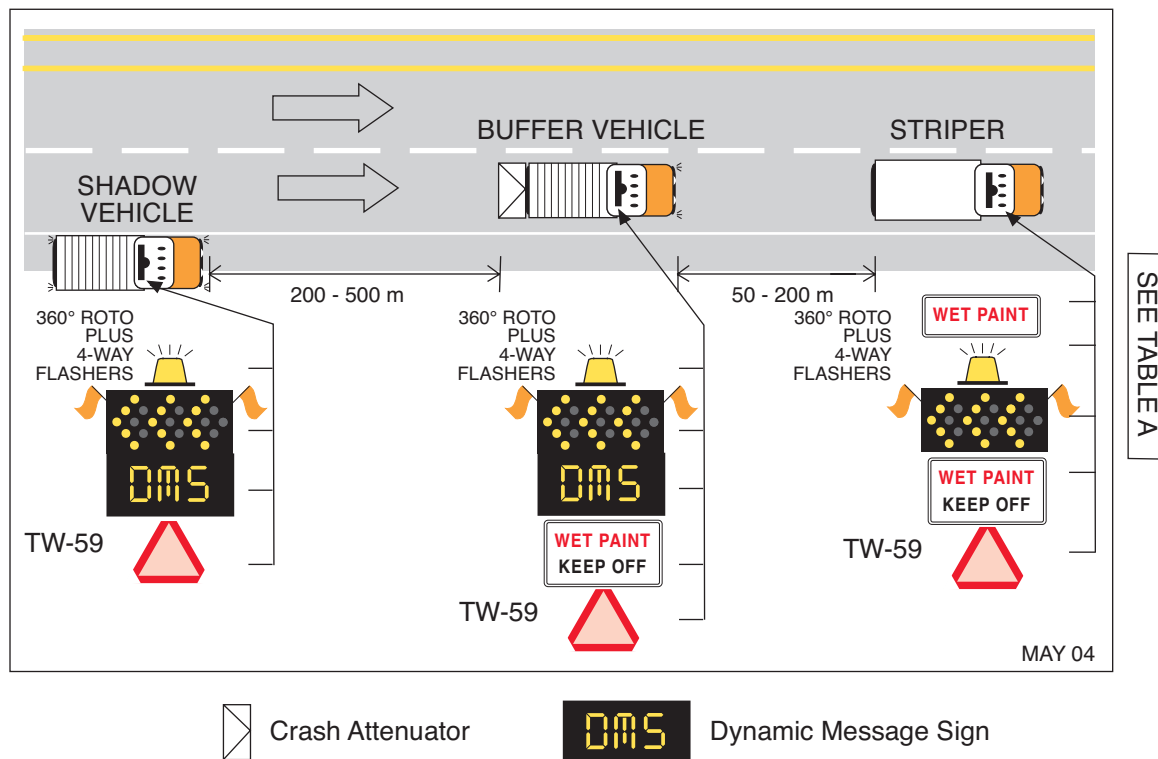 BUFFER VEHICLE
STRIPER
SHADOW
VEHICLE
200 - 500 m
50 - 200 m
360° ROTO
PLUS
4-WAY
FLASHERS
DMS
TW-59
360° ROTO
PLUS
4-WAY
FLASHERS
DMS
WET PAINT
KEEP OFF
TW-59
WET PAINT
360° ROTO
PLUS
4-WAY
FLASHERS
WET PAINT
KEEP OFF
TW-59
MAY 04
SEE TABLE A
Crash Attenuator
DMS
Dynamic Message Sign